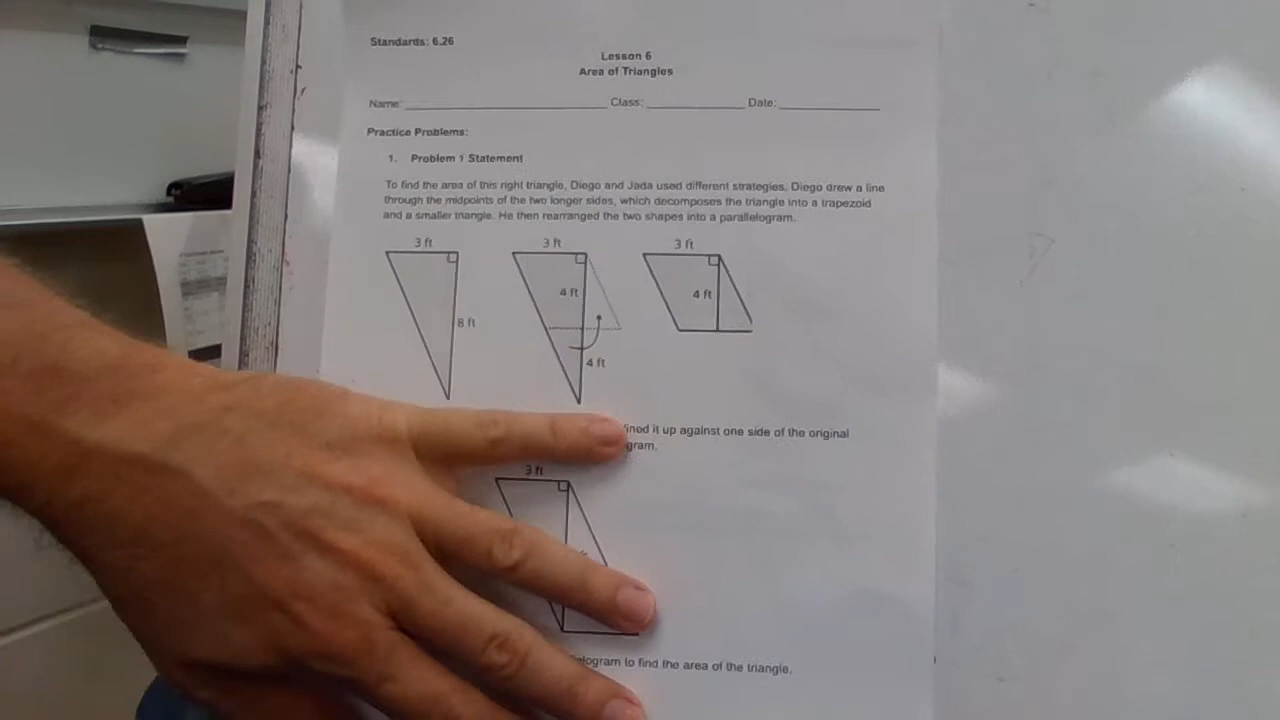 Standards: 6.26
Lesson 6
Area of Triangles
Name: Class: Date:
Practice Problems:
1. Problem 1 Statement
To find the area of this right triangle, Diego and Jada used different strategies. Diego drew a line
through the midpoints of the two longer sides, which decomposes the triangle into a trapezoid
and a smaller triangle. He then rearranged the two shapes into a parallelogram.
3 ft 3 ft 3 ft
4 ft 4 ft
8 ft
4 ft
lined it up against one side of the original
gram.
3 ft
to find the area of the triangle.